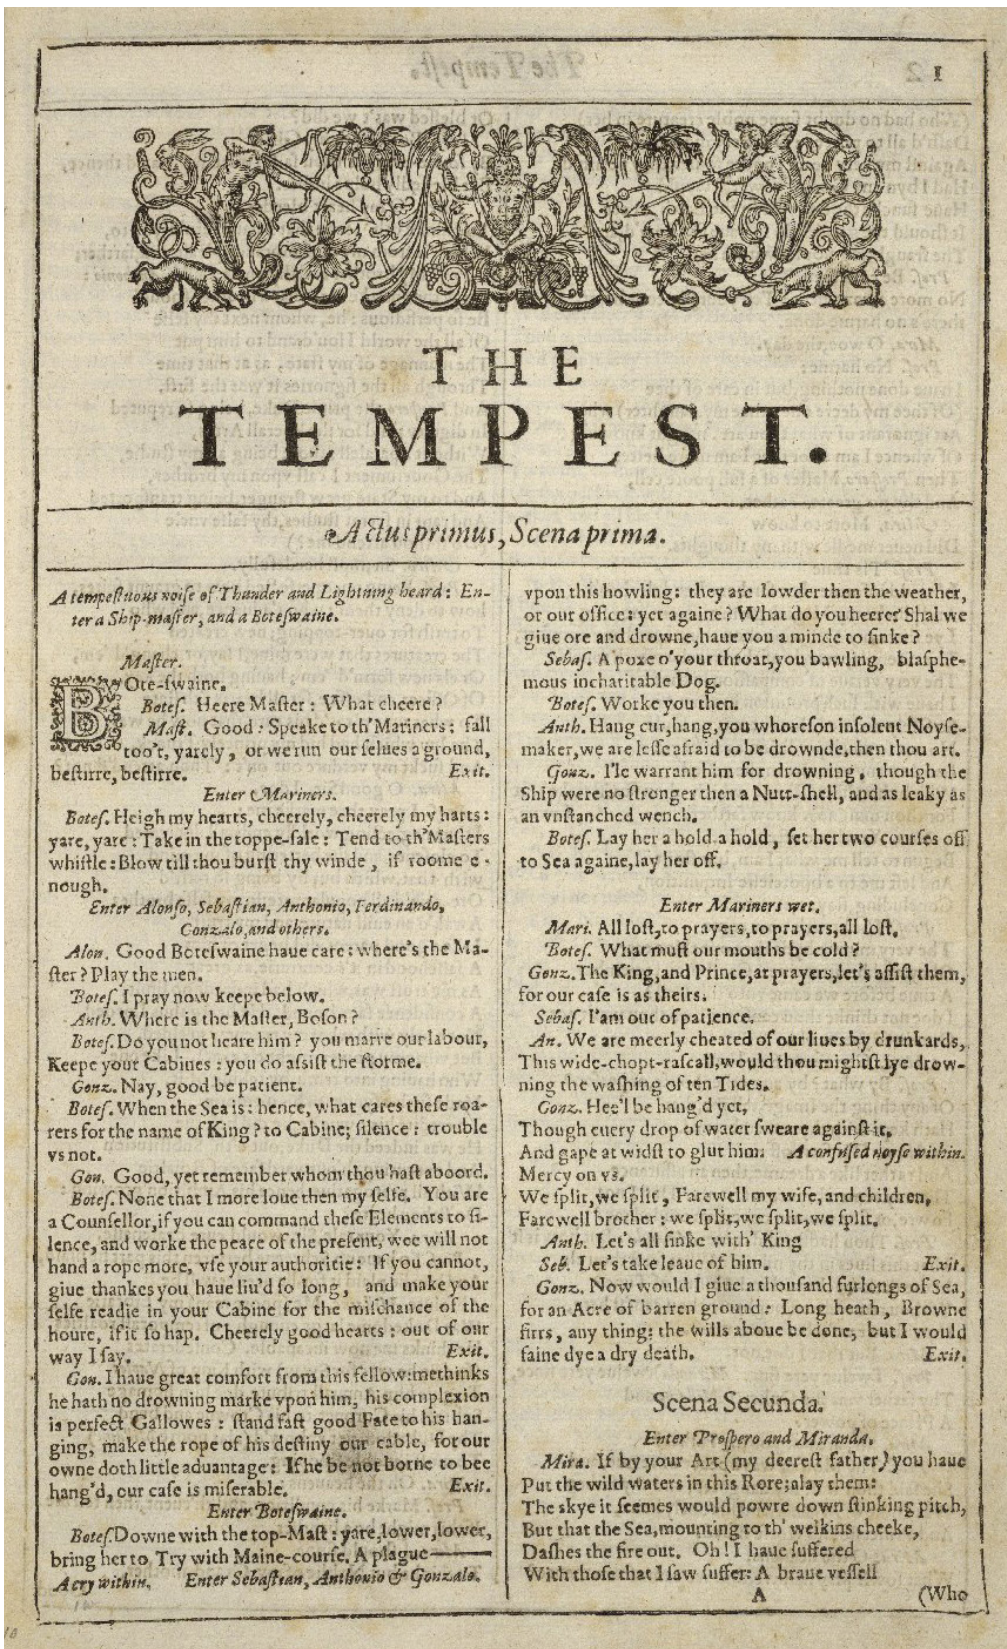 1
THE
TEMPEST.
Actus primus, Scena prima.
A tempestuous noise of Thunder and Lightning heard: En-
ter a Ship-master, and a Boteswaine.
Master.
BOte-swaine.
Botes. Heere Master: What cheere?
Mast. Good: Speake to th' Mariners: fall
too't, yarely, or we run our selues a ground,
bestirre, bestirre. Exit.
Enter Mariners.
Botes. Heigh my hearts, cheerely, cheerely my harts:
yare, yare: Take in the toppe-sale: Tend to th' Masters
whistle: Blow till thou burst thy winde, if roome e-
nough.
Enter Alonso, Sebastian, Anthonio, Ferdinando,
Gonzalo, and others.
Alon. Good Boteswaine haue care: where's the Ma-
ster? Play the men.
Botes. I pray now keepe below.
Anth. Where is the Master, Boson?
Botes. Do you not heare him? you marre our labour,
Keepe your Cabines: you do assist the storme.
Gonz. Nay, good be patient.
Botes. When the Sea is: hence, what cares these roa-
rers for the name of King? to Cabine; silence: trouble
vs not.
Gon. Good, yet remember whom thou hast aboord.
Botes. None that I more loue then my selfe. You are
a Counsellor, if you can command these Elements to si-
lence, and worke the peace of the present, wee will not
hand a rope more, vse your authoritie: If you cannot,
giue thankes you haue liu'd so long, and make your
selfe readie in your Cabine for the mischance of the
houre, if it so hap. Cheerely good hearts: out of our
way I say. Exit.
Gon. I haue great comfort from this fellow: methinks
he hath no drowning marke vpon him, his complexion
is perfect Gallowes: stand fast good Fate to his han-
ging, make the rope of his destiny our cable, for our
owne doth little aduantage: If he be not borne to bee
hang'd, our case is miserable. Exit.
Enter Boteswaine.
Botes. Downe with the top-Mast: yare, lower, lower,
bring her to Try with Maine-course. A plague——
A cry within. Enter Sebastian, Anthonio & Gonzalo.
vpon this howling: they are lowder then the weather,
or our office: yet againe? What do you heere? Shal we
giue ore and drowne, haue you a minde to sinke?
Sebas. A poxe o'your throat, you bawling, blasphe-
mous incharitable Dog.
Botes. Worke you then.
Anth. Hang cur, hang, you whoreson insolent Noyse-
maker, we are lesse afraid to be drownde, then thou art.
Gonz. I'le warrant him for drowning, though the
Ship were no stronger then a Nutt-shell, and as leaky as
an vnstanched wench.
Botes. Lay her a hold, a hold, set her two courses off
to Sea againe, lay her off.
Enter Mariners wet.
Mari. All lost, to prayers, to prayers, all lost.
Botes. What must our mouths be cold?
Gonz. The King, and Prince, at prayers, let's assist them,
for our case is as theirs.
Sebas. I'am out of patience.
An. We are meerly cheated of our liues by drunkards,
This wide-chopt-rascall, would thou mightst lye drow-
ning the washing of ten Tides.
Gonz. Hee'l be hang'd yet,
Though euery drop of water sweare against it,
And gape at widst to glut him. A confused noyse within.
Mercy on vs.
We split, we split, Farewell my wife, and children,
Farewell brother: we split, we split, we split.
Anth. Let's all sinke with' King
Seb. Let's take leaue of him. Exit.
Gonz. Now would I giue a thousand furlongs of Sea,
for an Acre of barren ground: Long heath, Browne
firrs, any thing: the wills aboue be done, but I would
faine dye a dry death. Exit.
Scena Secunda.
Enter Prospero and Miranda.
Mira. If by your Art (my deerest father) you haue
Put the wild waters in this Rore; alay them:
The skye it seemes would powre down stinking pitch,
But that the Sea, mounting to th' welkins cheeke,
Dashes the fire out. Oh! I haue suffered
With those that I saw suffer: A braue vessell
A (Who